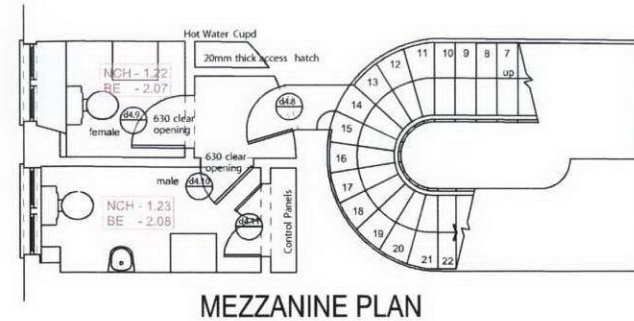 Hot Water Cupd
20mm thick access hatch
NCH - 1.22
BE - 2.07
d4.9
female
630 clear
opening
d4.8
630 clear
opening
male
d4.10
NCH - 1.23
BE - 2.08
d4.11
Control Panels
7
8
9
10
11
12
13
14
15
16
17
18
19
20
21
22
up
MEZZANINE PLAN